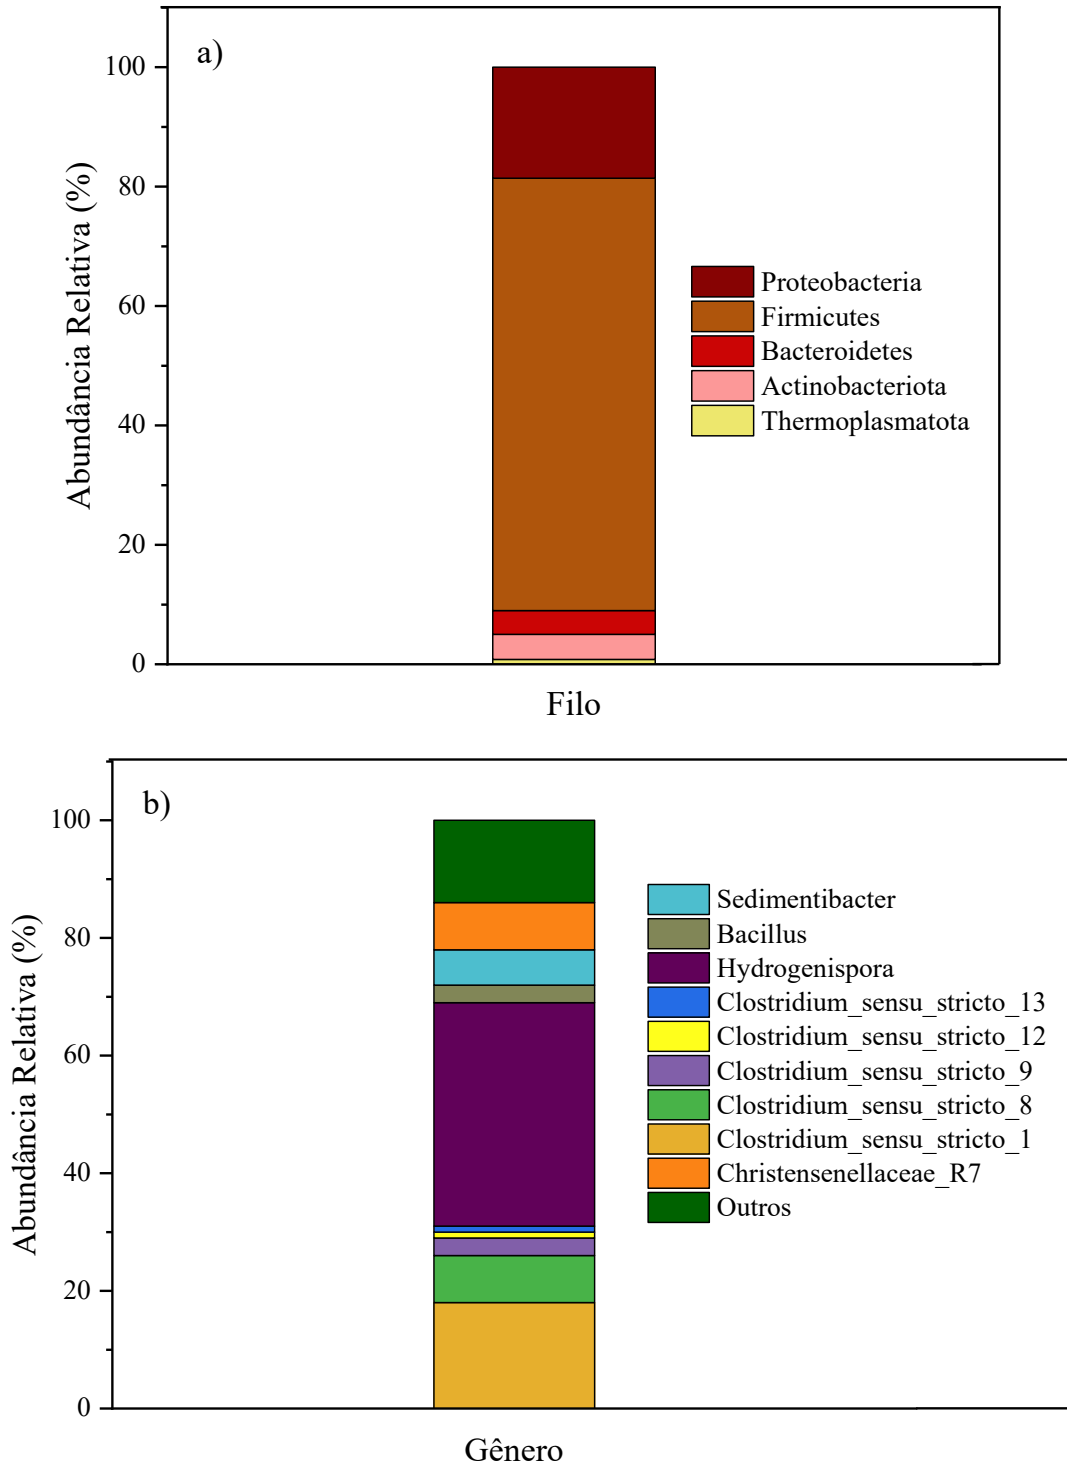 a)
100
80
60
40
20
0
Abundância Relativa (%)
Proteobacteria
Firmicutes
Bacteroidetes
Actinobacteriota
Thermoplasmatota
Filo
b)
100
80
60
40
20
0
Abundância Relativa (%)
Sedimentibacter
Bacillus
Hydrogenispora
Clostridium_sensu_stricto_13
Clostridium_sensu_stricto_12
Clostridium_sensu_stricto_9
Clostridium_sensu_stricto_8
Clostridium_sensu_stricto_1
Christensenellaceae_R7
Outros
Gênero